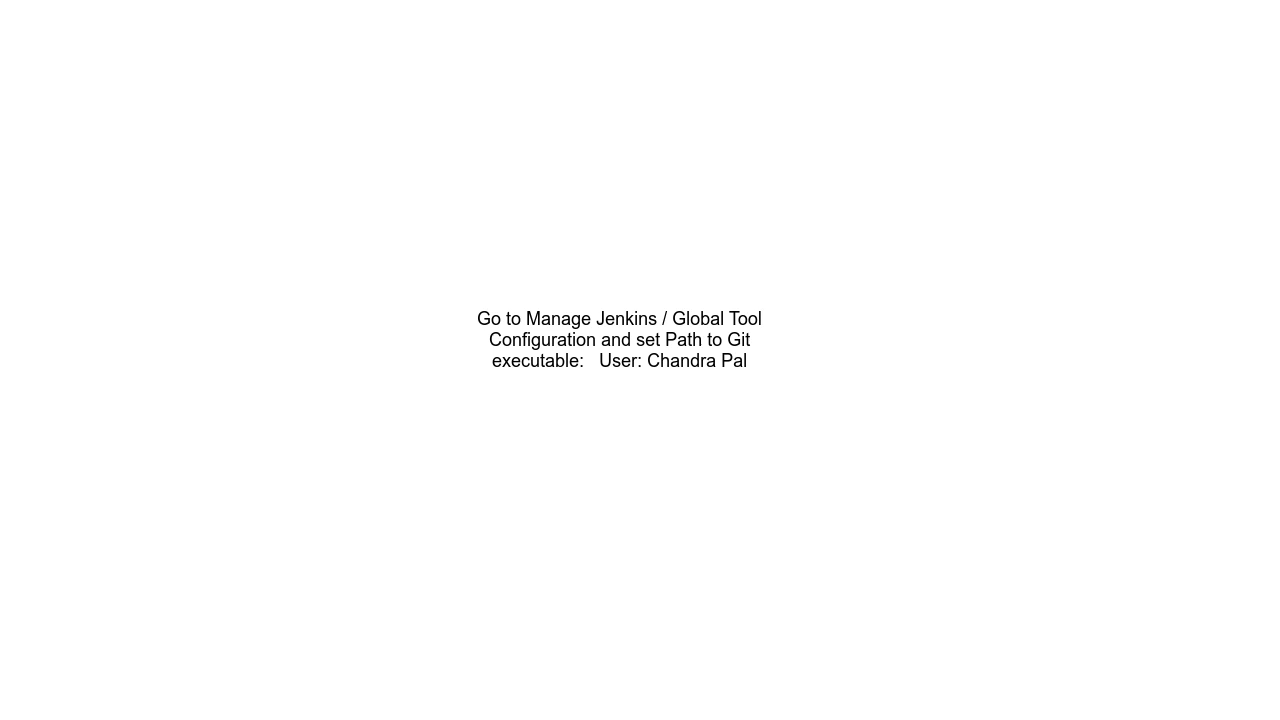 Go to Manage Jenkins / Global Tool
Configuration and set Path to Git
executable:   User: Chandra Pal